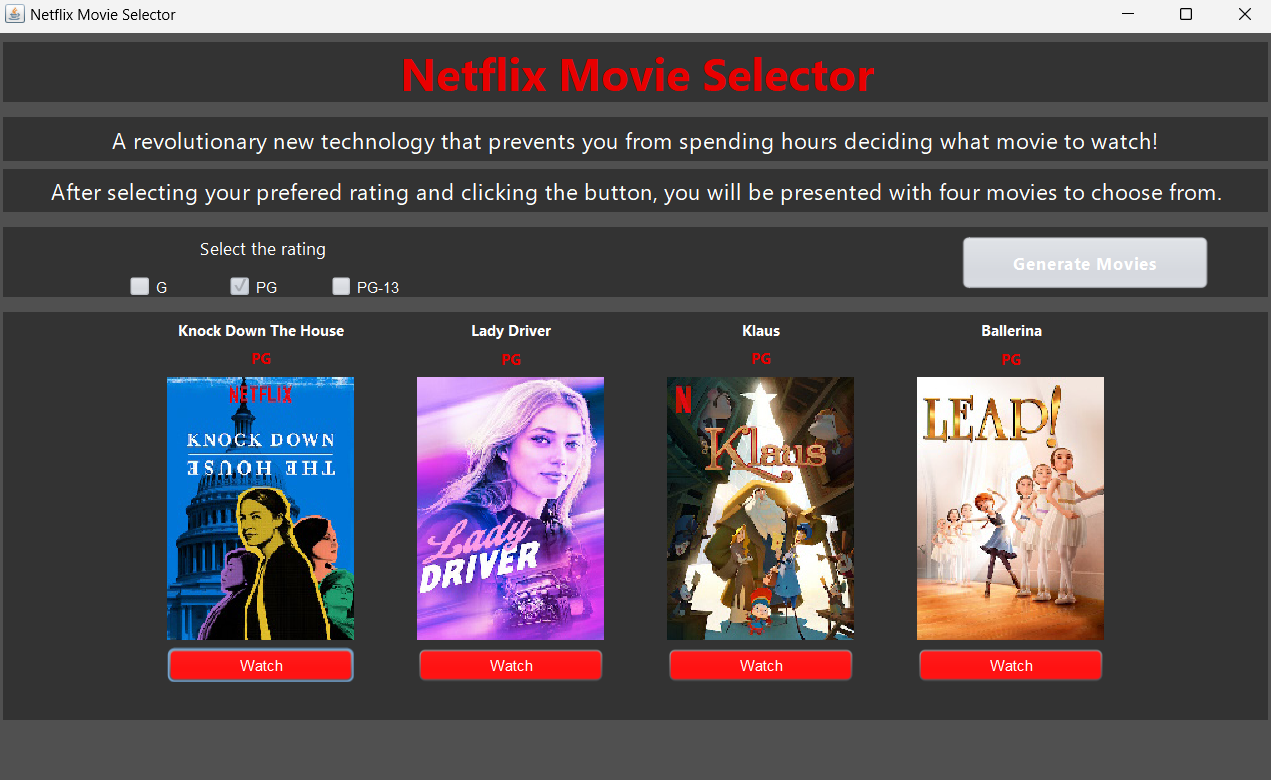 Netflix Movie Selector
Netflix Movie Selector
A revolutionary new technology that prevents you from spending hours deciding what movie to watch!
After selecting your prefered rating and clicking the button, you will be presented with four movies to choose from.
Select the rating
G PG PG-13
Generate Movies
Knock Down The House Lady Driver Klaus Ballerina
PG PG PG PG
NETFLIX
KNOCK DOWN
THE HOUSE
Lady
DRIVER
N
Klaus
LEAP!
Watch Watch Watch Watch